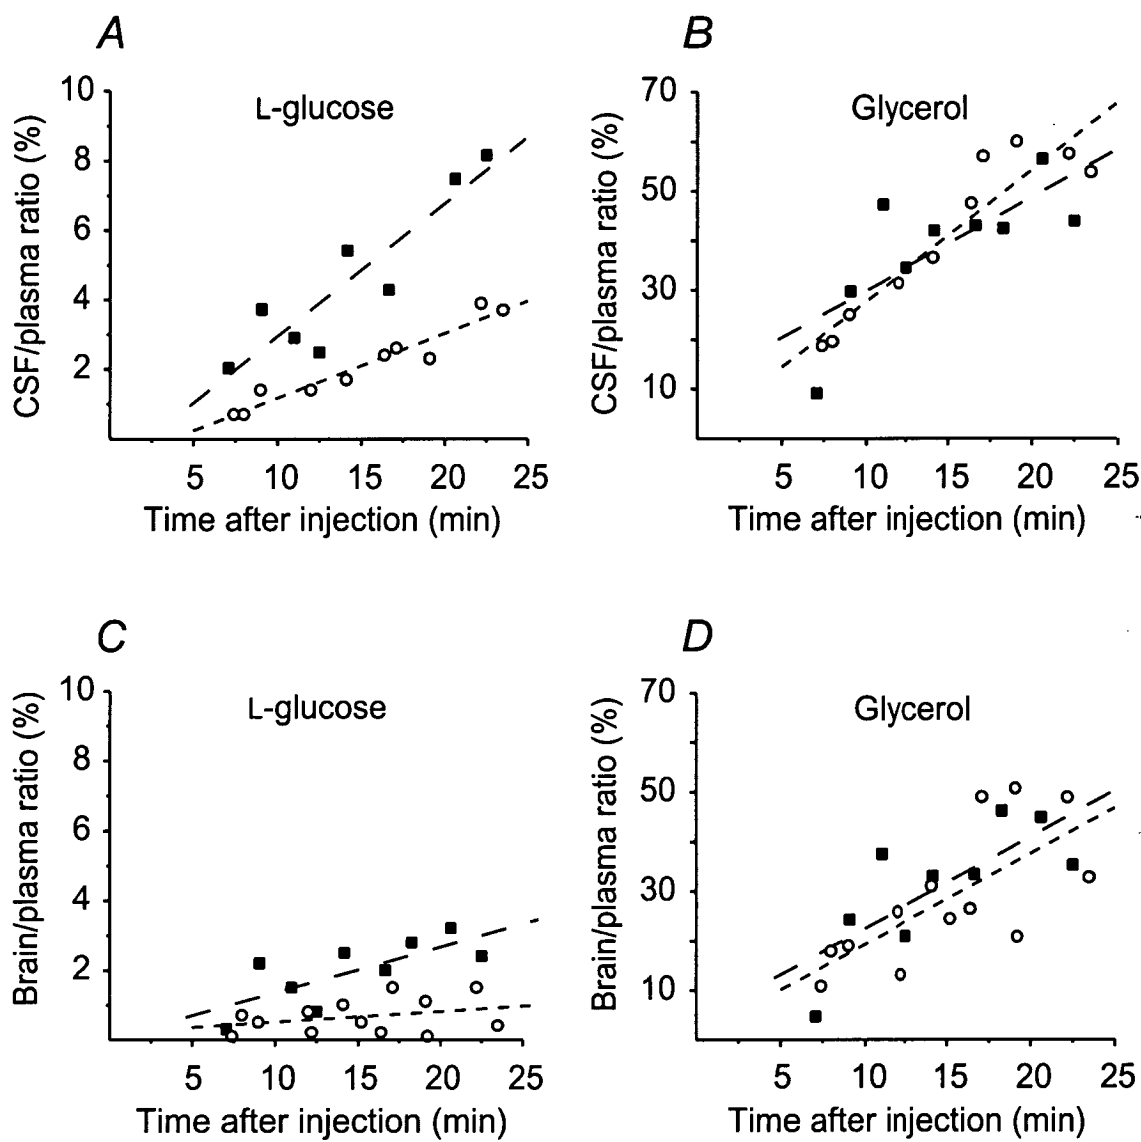 A
L-glucose
CSF/plasma ratio (%)
10
8
6
4
2
5 10 15 20 25
Time after injection (min)
B
Glycerol
CSF/plasma ratio (%)
70
50
30
10
5 10 15 20 25
Time after injection (min)
C
L-glucose
Brain/plasma ratio (%)
10
8
6
4
2
5 10 15 20 25
Time after injection (min)
D
Glycerol
Brain/plasma ratio (%)
70
50
30
10
5 10 15 20 25
Time after injection (min)